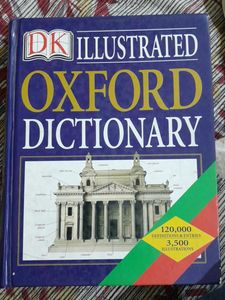 DK ILLUSTRATED
OXFORD
DICTIONARY
120,000
DEFINITIONS & ENTRIES
3,500
ILLUSTRATIONS